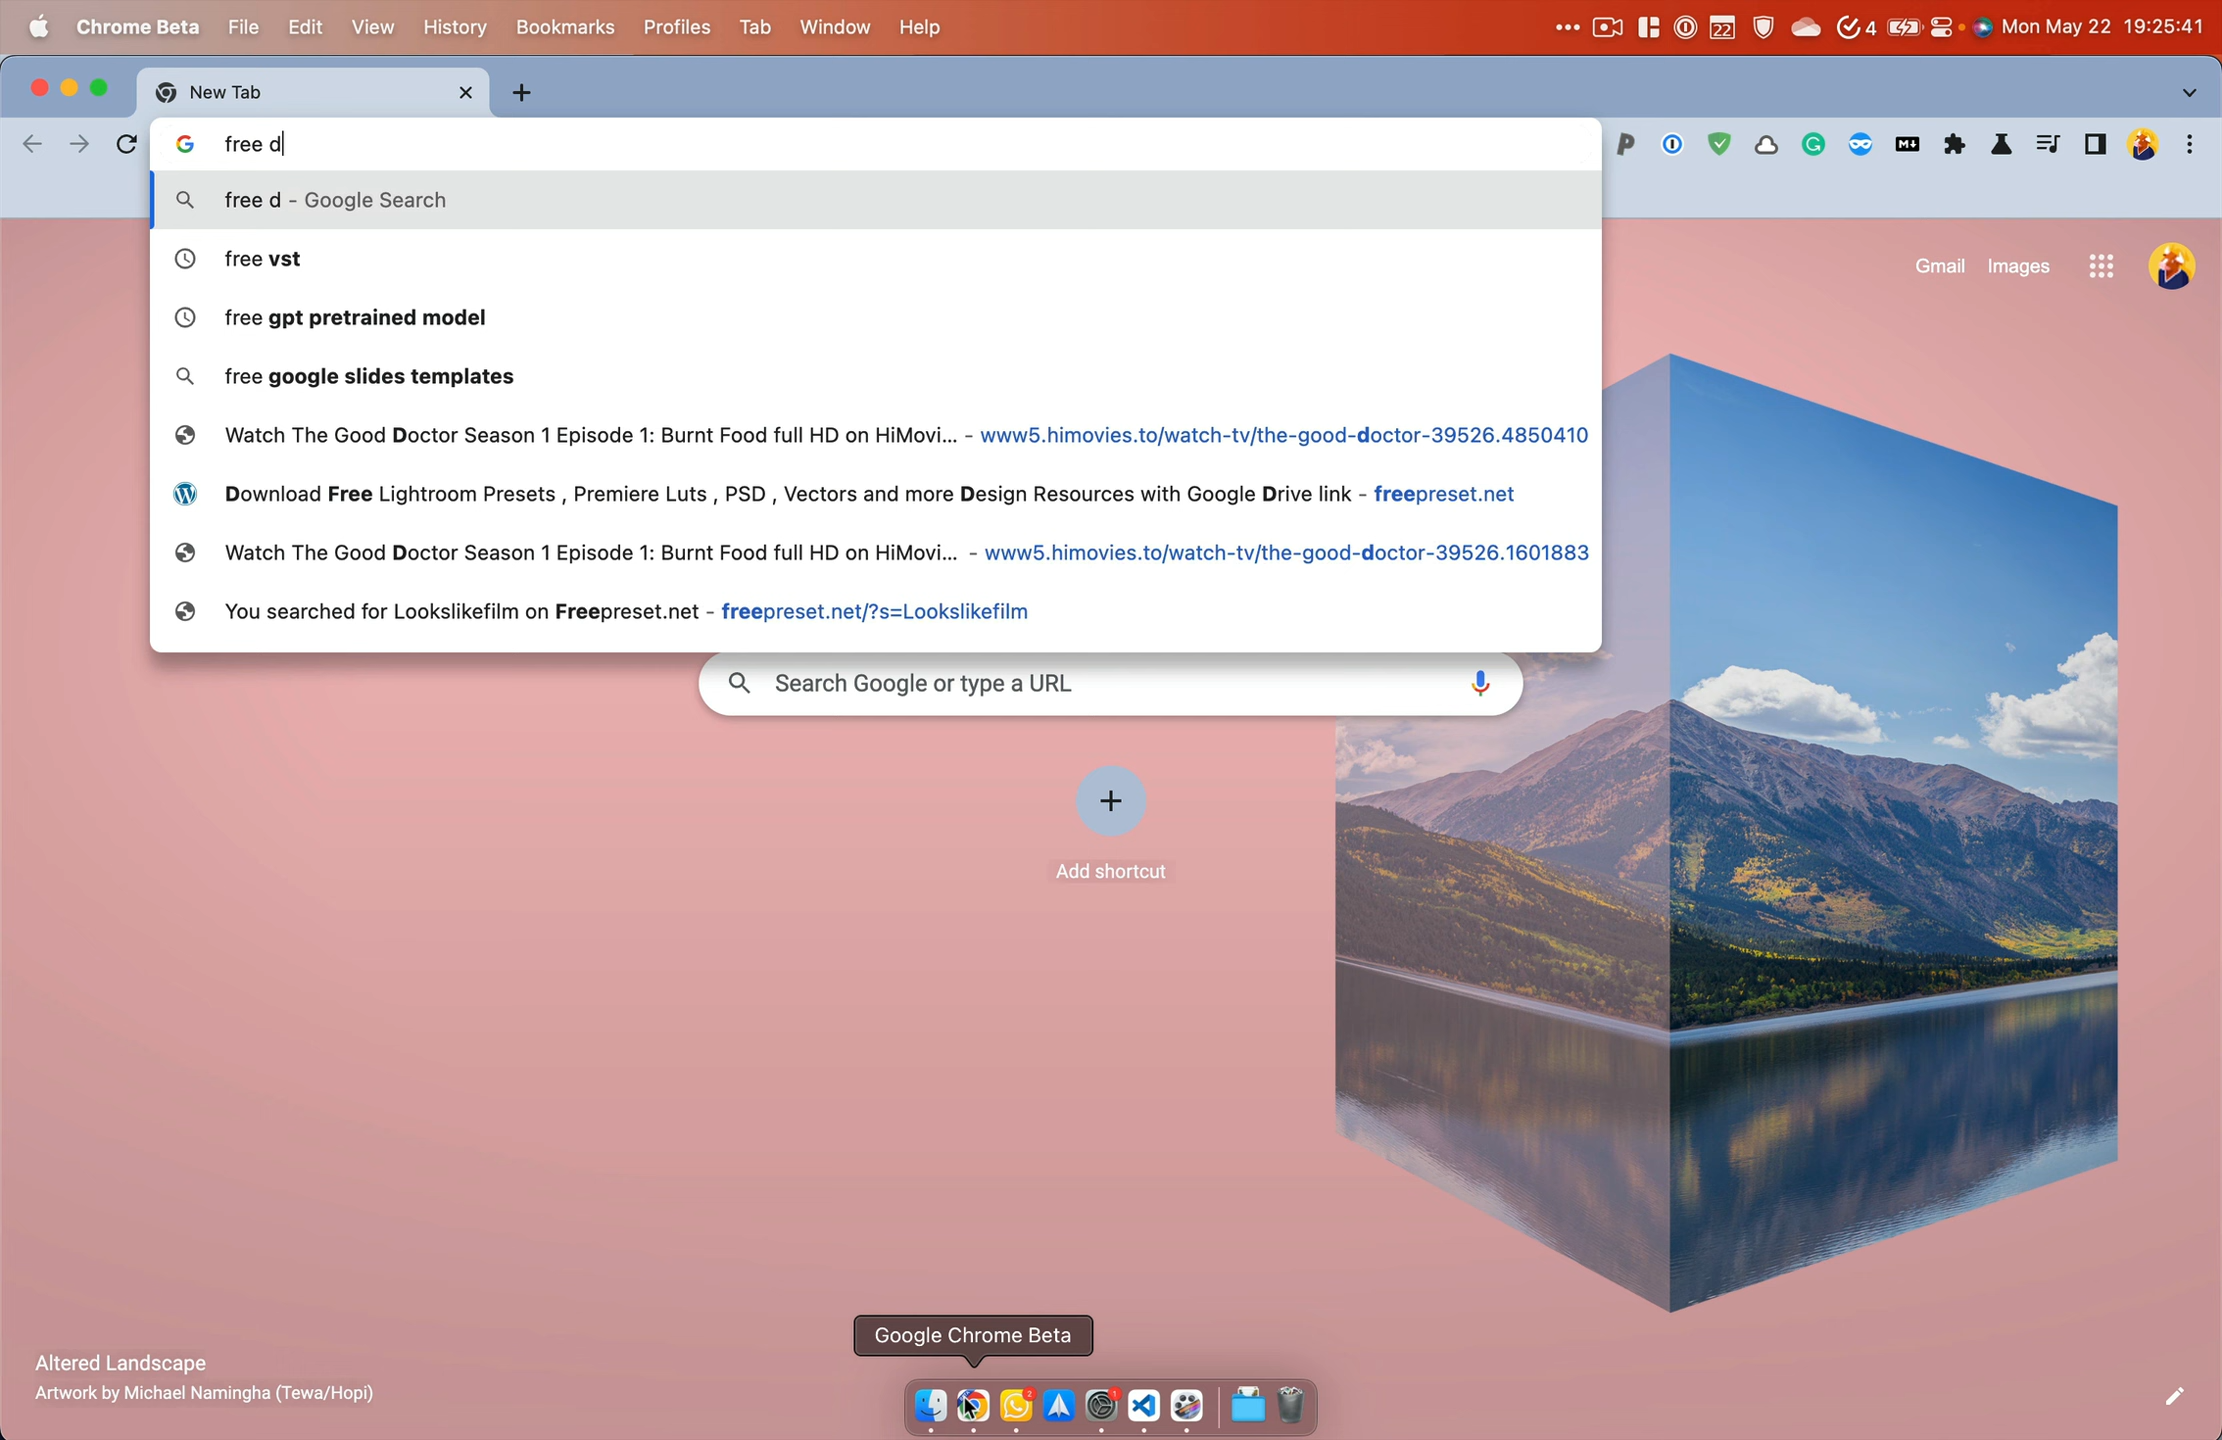 Chrome Beta File Edit View History Bookmarks Profiles Tab Window Help 22 4 Mon May 22 19:25:41
New Tab
free d
free d - Google Search
free vst
free gpt pretrained model
free google slides templates
Watch The Good Doctor Season 1 Episode 1: Burnt Food full HD on HiMovi... - www5.himovies.to/watch-tv/the-good-doctor-39526.4850410
Download Free Lightroom Presets , Premiere Luts , PSD , Vectors and more Design Resources with Google Drive link - freepreset.net
Watch The Good Doctor Season 1 Episode 1: Burnt Food full HD on HiMovi... - www5.himovies.to/watch-tv/the-good-doctor-39526.1601883
You searched for Lookslikefilm on Freepreset.net - freepreset.net/?s=Lookslikefilm
Gmail Images
Search Google or type a URL
Add shortcut
Google Chrome Beta
Altered Landscape
Artwork by Michael Namingha (Tewa/Hopi)
2 1